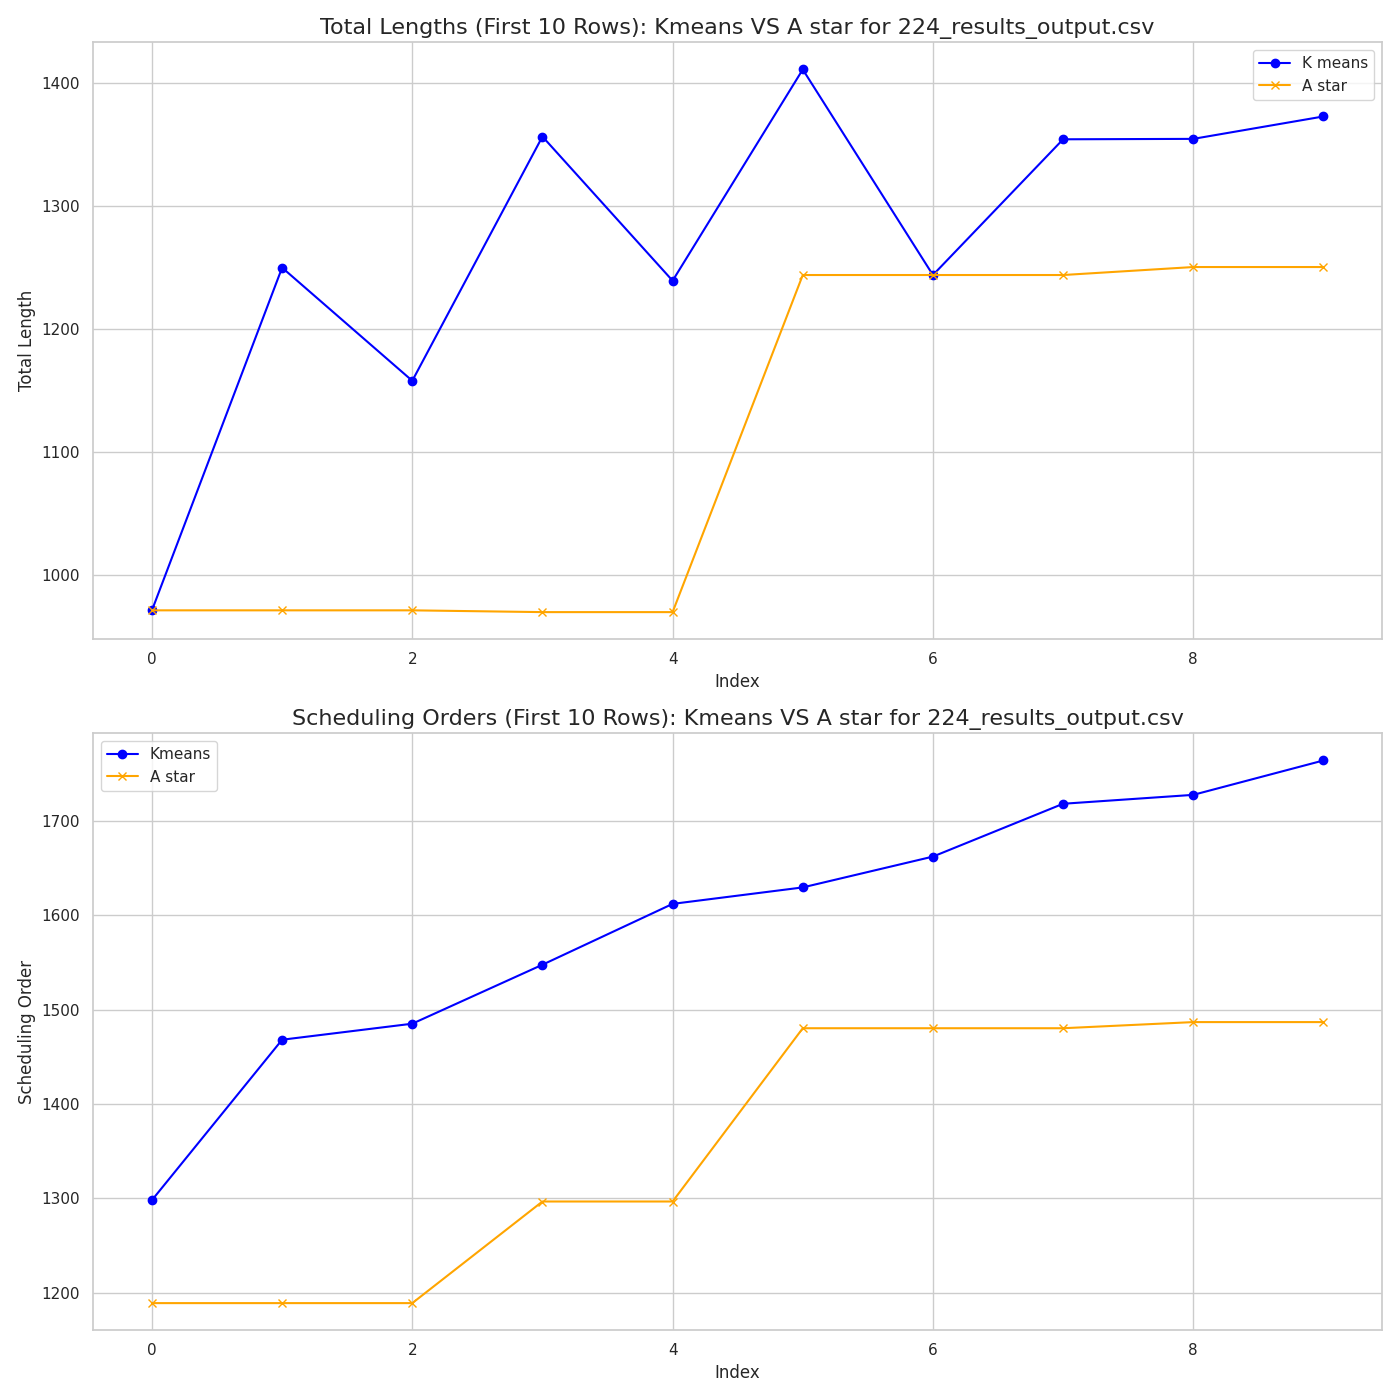 Total Lengths (First 10 Rows): Kmeans VS A star for 224_results_output.csv
K means
A star
1400
1300
1200
1100
1000
Total Length
0 2 4 6 8
Index
Scheduling Orders (First 10 Rows): Kmeans VS A star for 224_results_output.csv
Kmeans
A star
1700
1600
1500
1400
1300
1200
Scheduling Order
0 2 4 6 8
Index